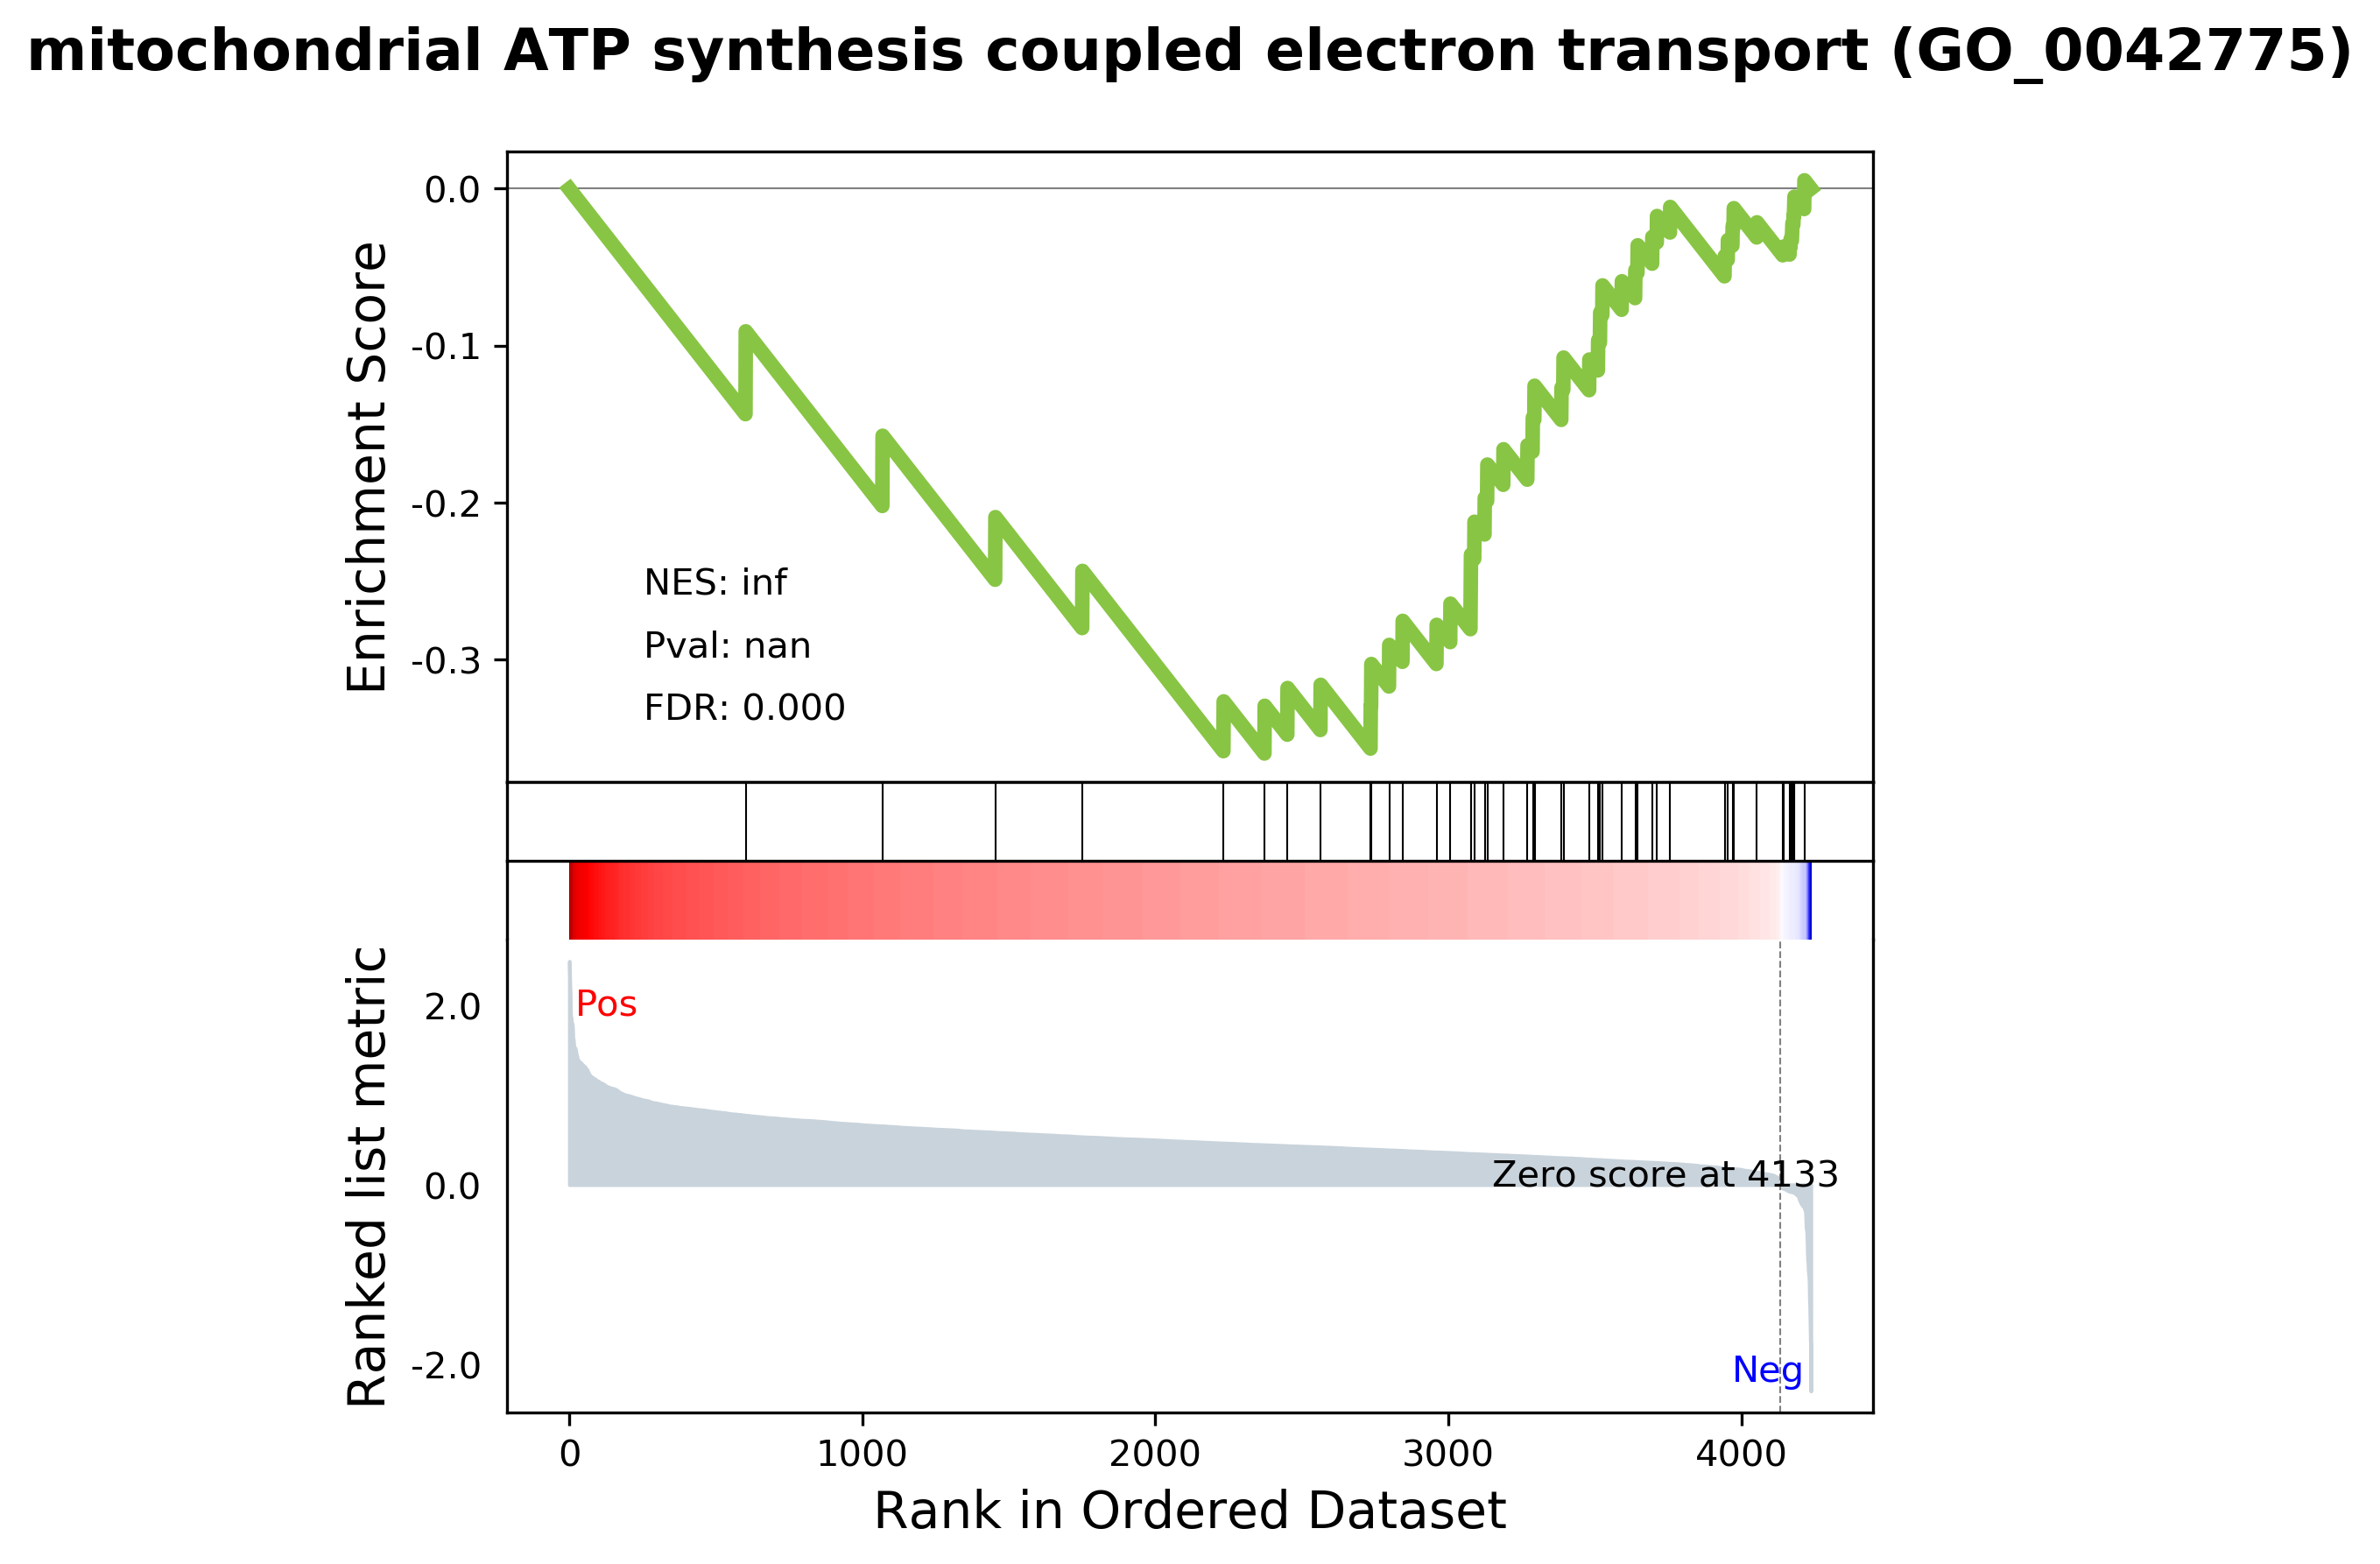 mitochondrial ATP synthesis coupled electron transport (GO_0042775)
Enrichment Score
0.0
-0.1
-0.2
-0.3
NES: inf
Pval: nan
FDR: 0.000
Ranked list metric
2.0
0.0
-2.0
Pos
Zero score at 4133
Neg
0 1000 2000 3000 4000
Rank in Ordered Dataset